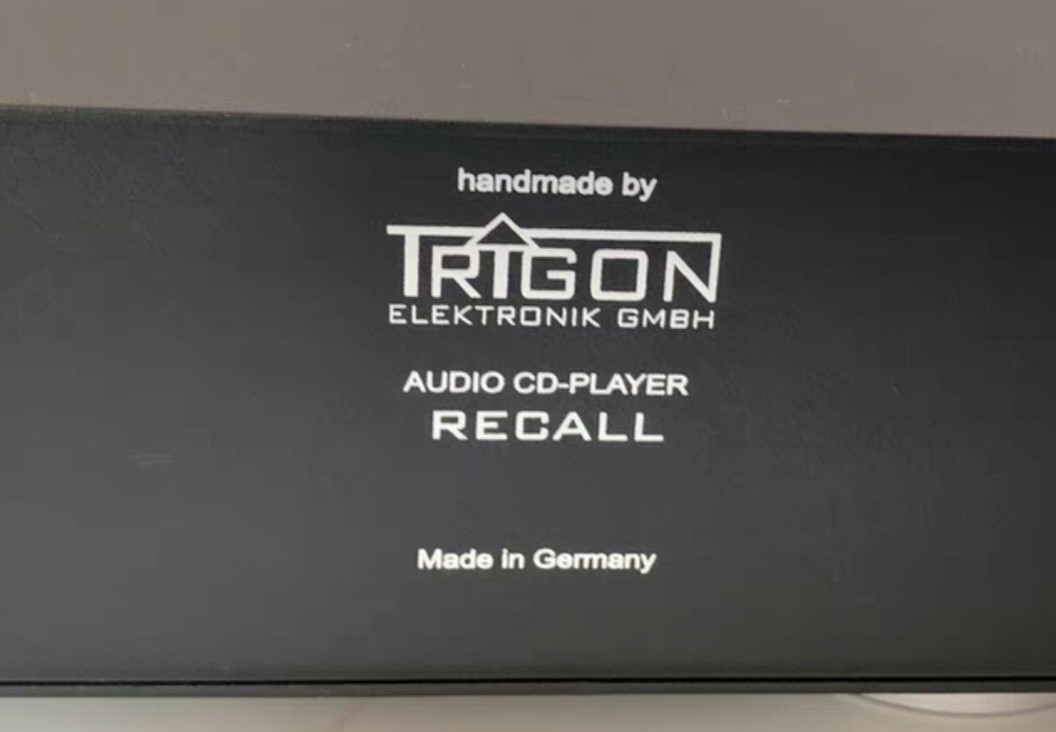 handmade by
TRIGON
ELEKTRONIK GMBH
AUDIO CD-PLAYER
RECALL
Made in Germany